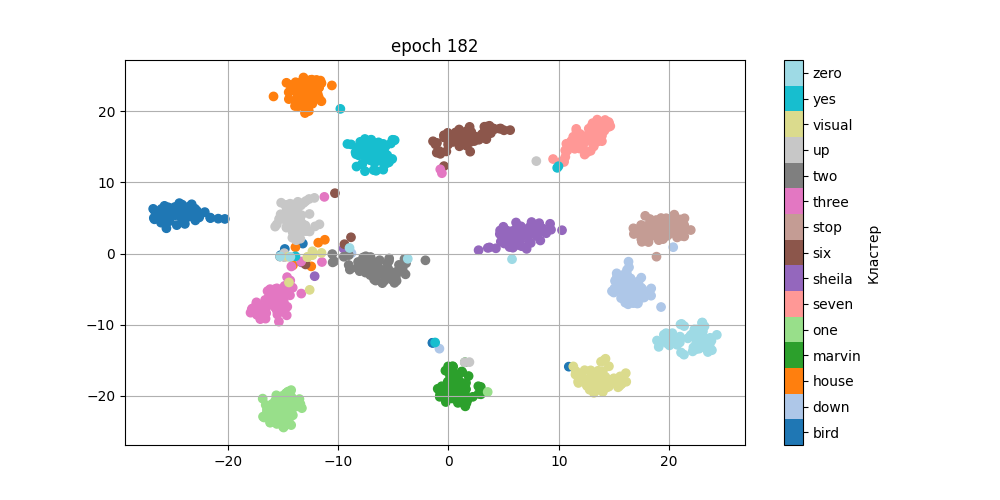 epoch 182
20
10
0
−10
−20
−20
−10
0
10
20
zero
yes
visual
up
two
three
stop
six
sheila
seven
one
marvin
house
down
bird
Кластер